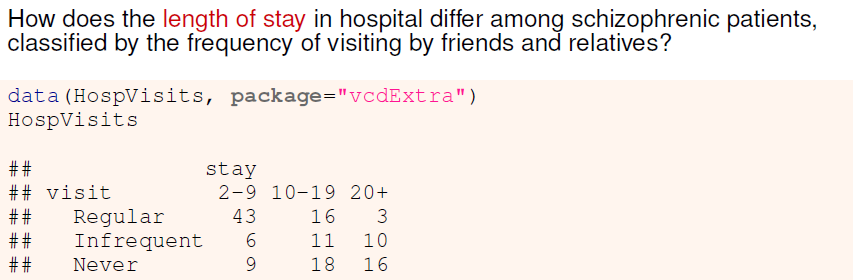 How does the length of stay in hospital differ among schizophrenic patients,
classified by the frequency of visiting by friends and relatives?
data(HospVisits, package="vcdExtra")
HospVisits
##              stay
## visit         2-9 10-19 20+
##   Regular      43    16   3
##   Infrequent    6    11  10
##   Never         9    18  16